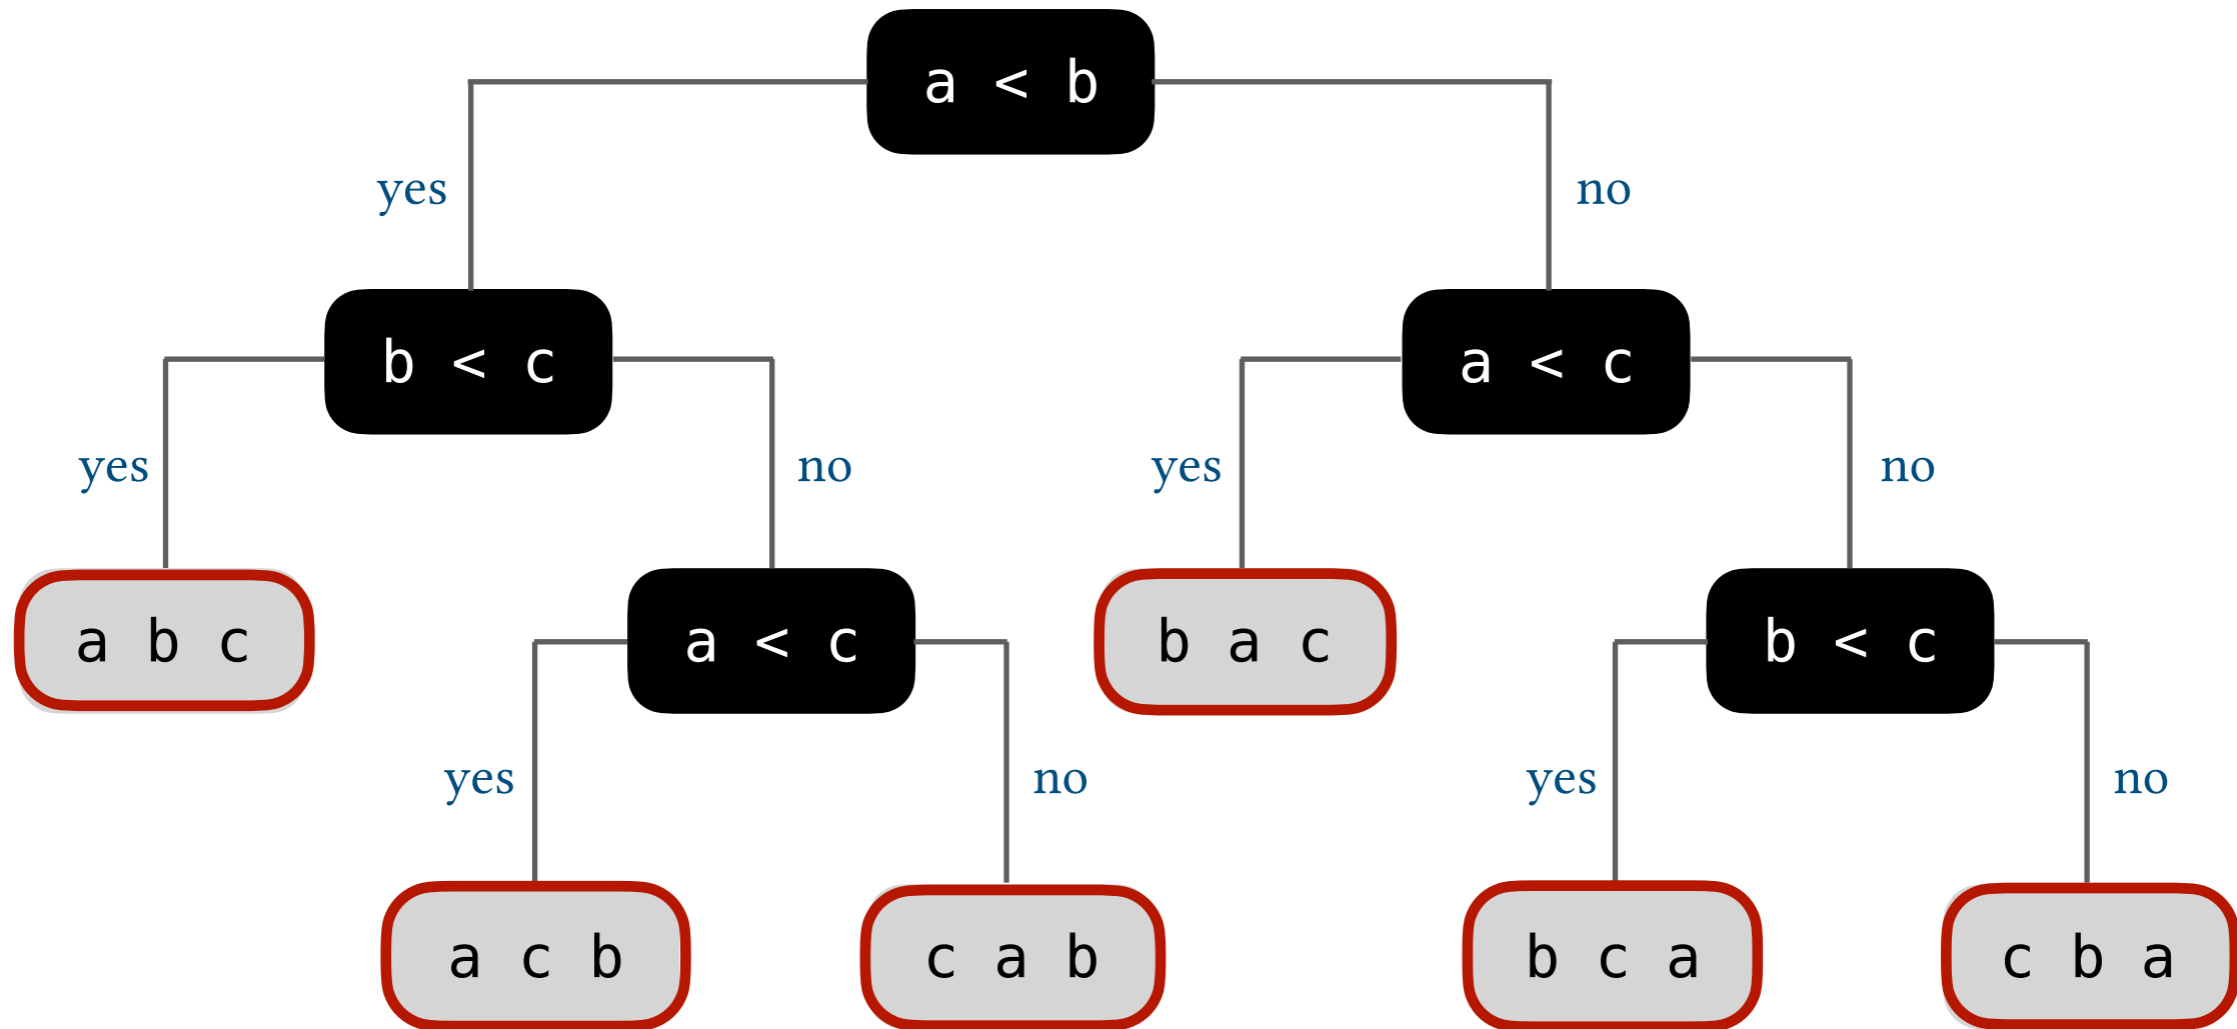 a < b
yes
no
b < c
a < c
yes
no
yes
no
a b c
a < c
b a c
b < c
yes
no
yes
no
a c b
c a b
b c a
c b a